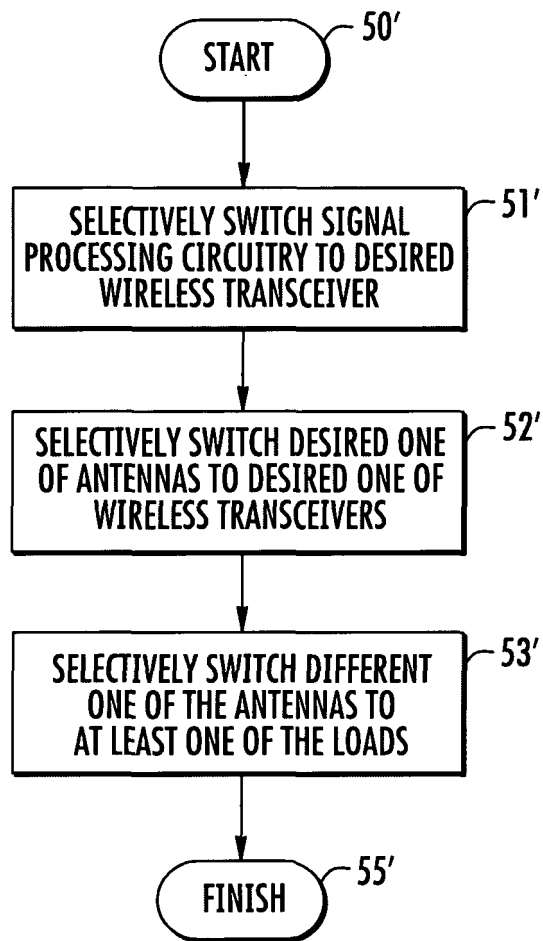 START
50'
SELECTIVELY SWITCH SIGNAL
PROCESSING CIRCUITRY TO DESIRED
WIRELESS TRANSCEIVER
51'
SELECTIVELY SWITCH DESIRED ONE
OF ANTENNAS TO DESIRED ONE OF
WIRELESS TRANSCEIVERS
52'
SELECTIVELY SWITCH DIFFERENT
ONE OF THE ANTENNAS TO
AT LEAST ONE OF THE LOADS
53'
FINISH
55'